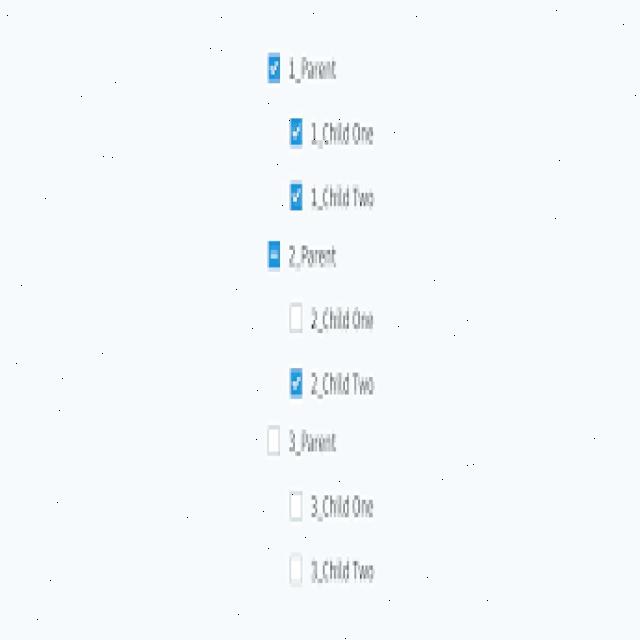 1_Parent
1_Child One
1_Child Two
2_Parent
2_Child One
2_Child Two
3_Parent
3_Child One
3_Child Two